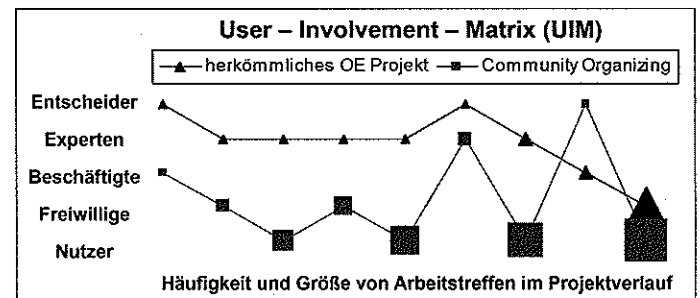 User – Involvement – Matrix (UIM)
herkömmliches OE Projekt Community Organizing
Entscheider
Experten
Beschäftigte
Freiwillige
Nutzer
Häufigkeit und Größe von Arbeitstreffen im Projektverlauf